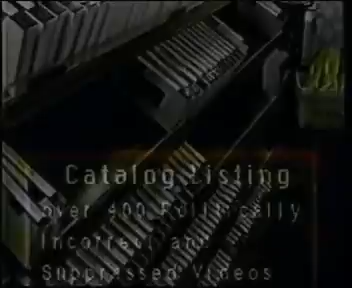 Catalog Listing
over 400 Politically
Incorrect and
Suppressed Videos